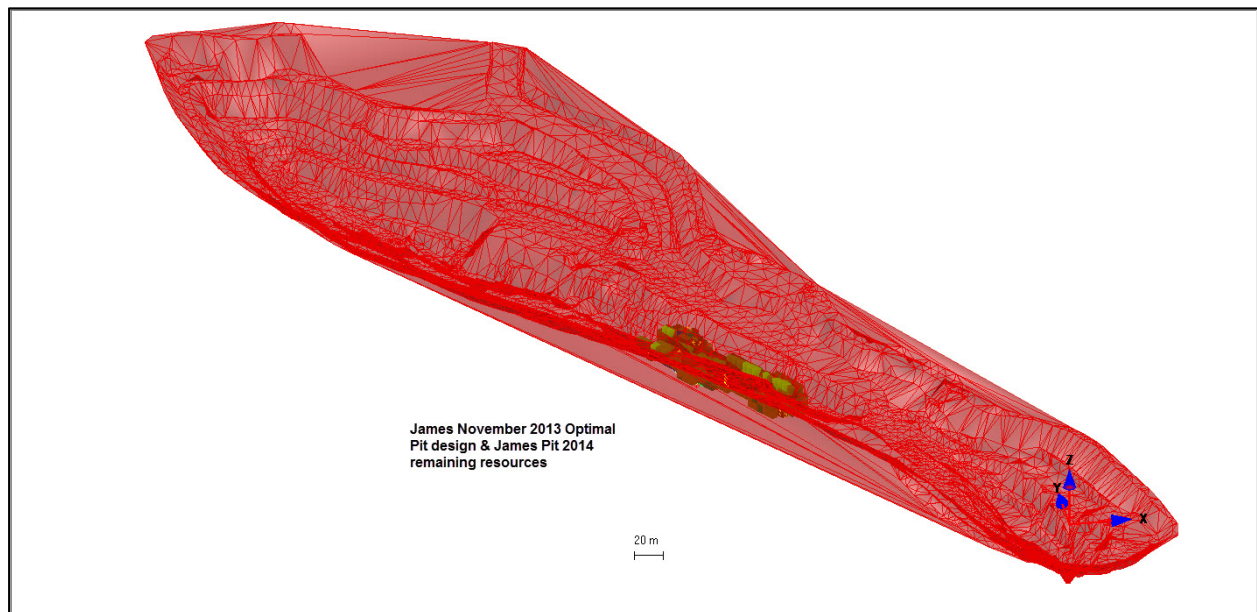 James November 2013 Optimal
Pit design & James Pit 2014
remaining resources
20 m
Z
Y
X